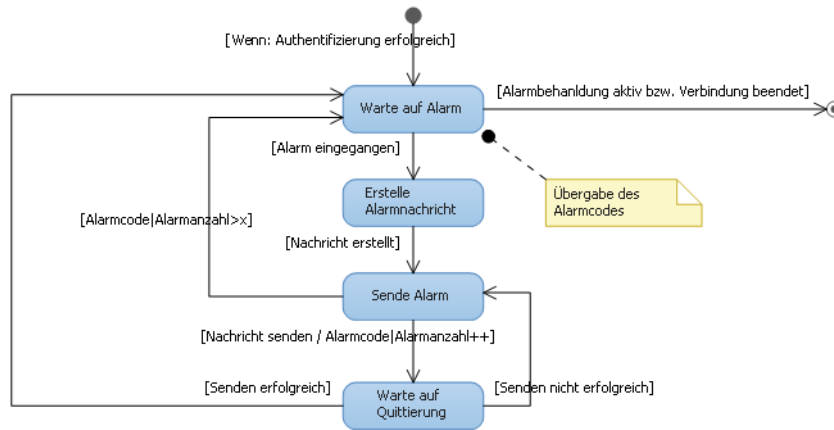 [Wenn: Authentifizierung erfolgreich]
[Alarmbehanldung aktiv bzw. Verbindung beendet]
Warte auf Alarm
[Alarm eingegangen]
Erstelle
Alarmnachricht
Übergabe des
Alarmcodes
[Alarmcode|Alarmanzahl>x]
[Nachricht erstellt]
Sende Alarm
[Nachricht senden / Alarmcode|Alarmanzahl++]
[Senden erfolgreich]
[Senden nicht erfolgreich]
Warte auf
Quittierung